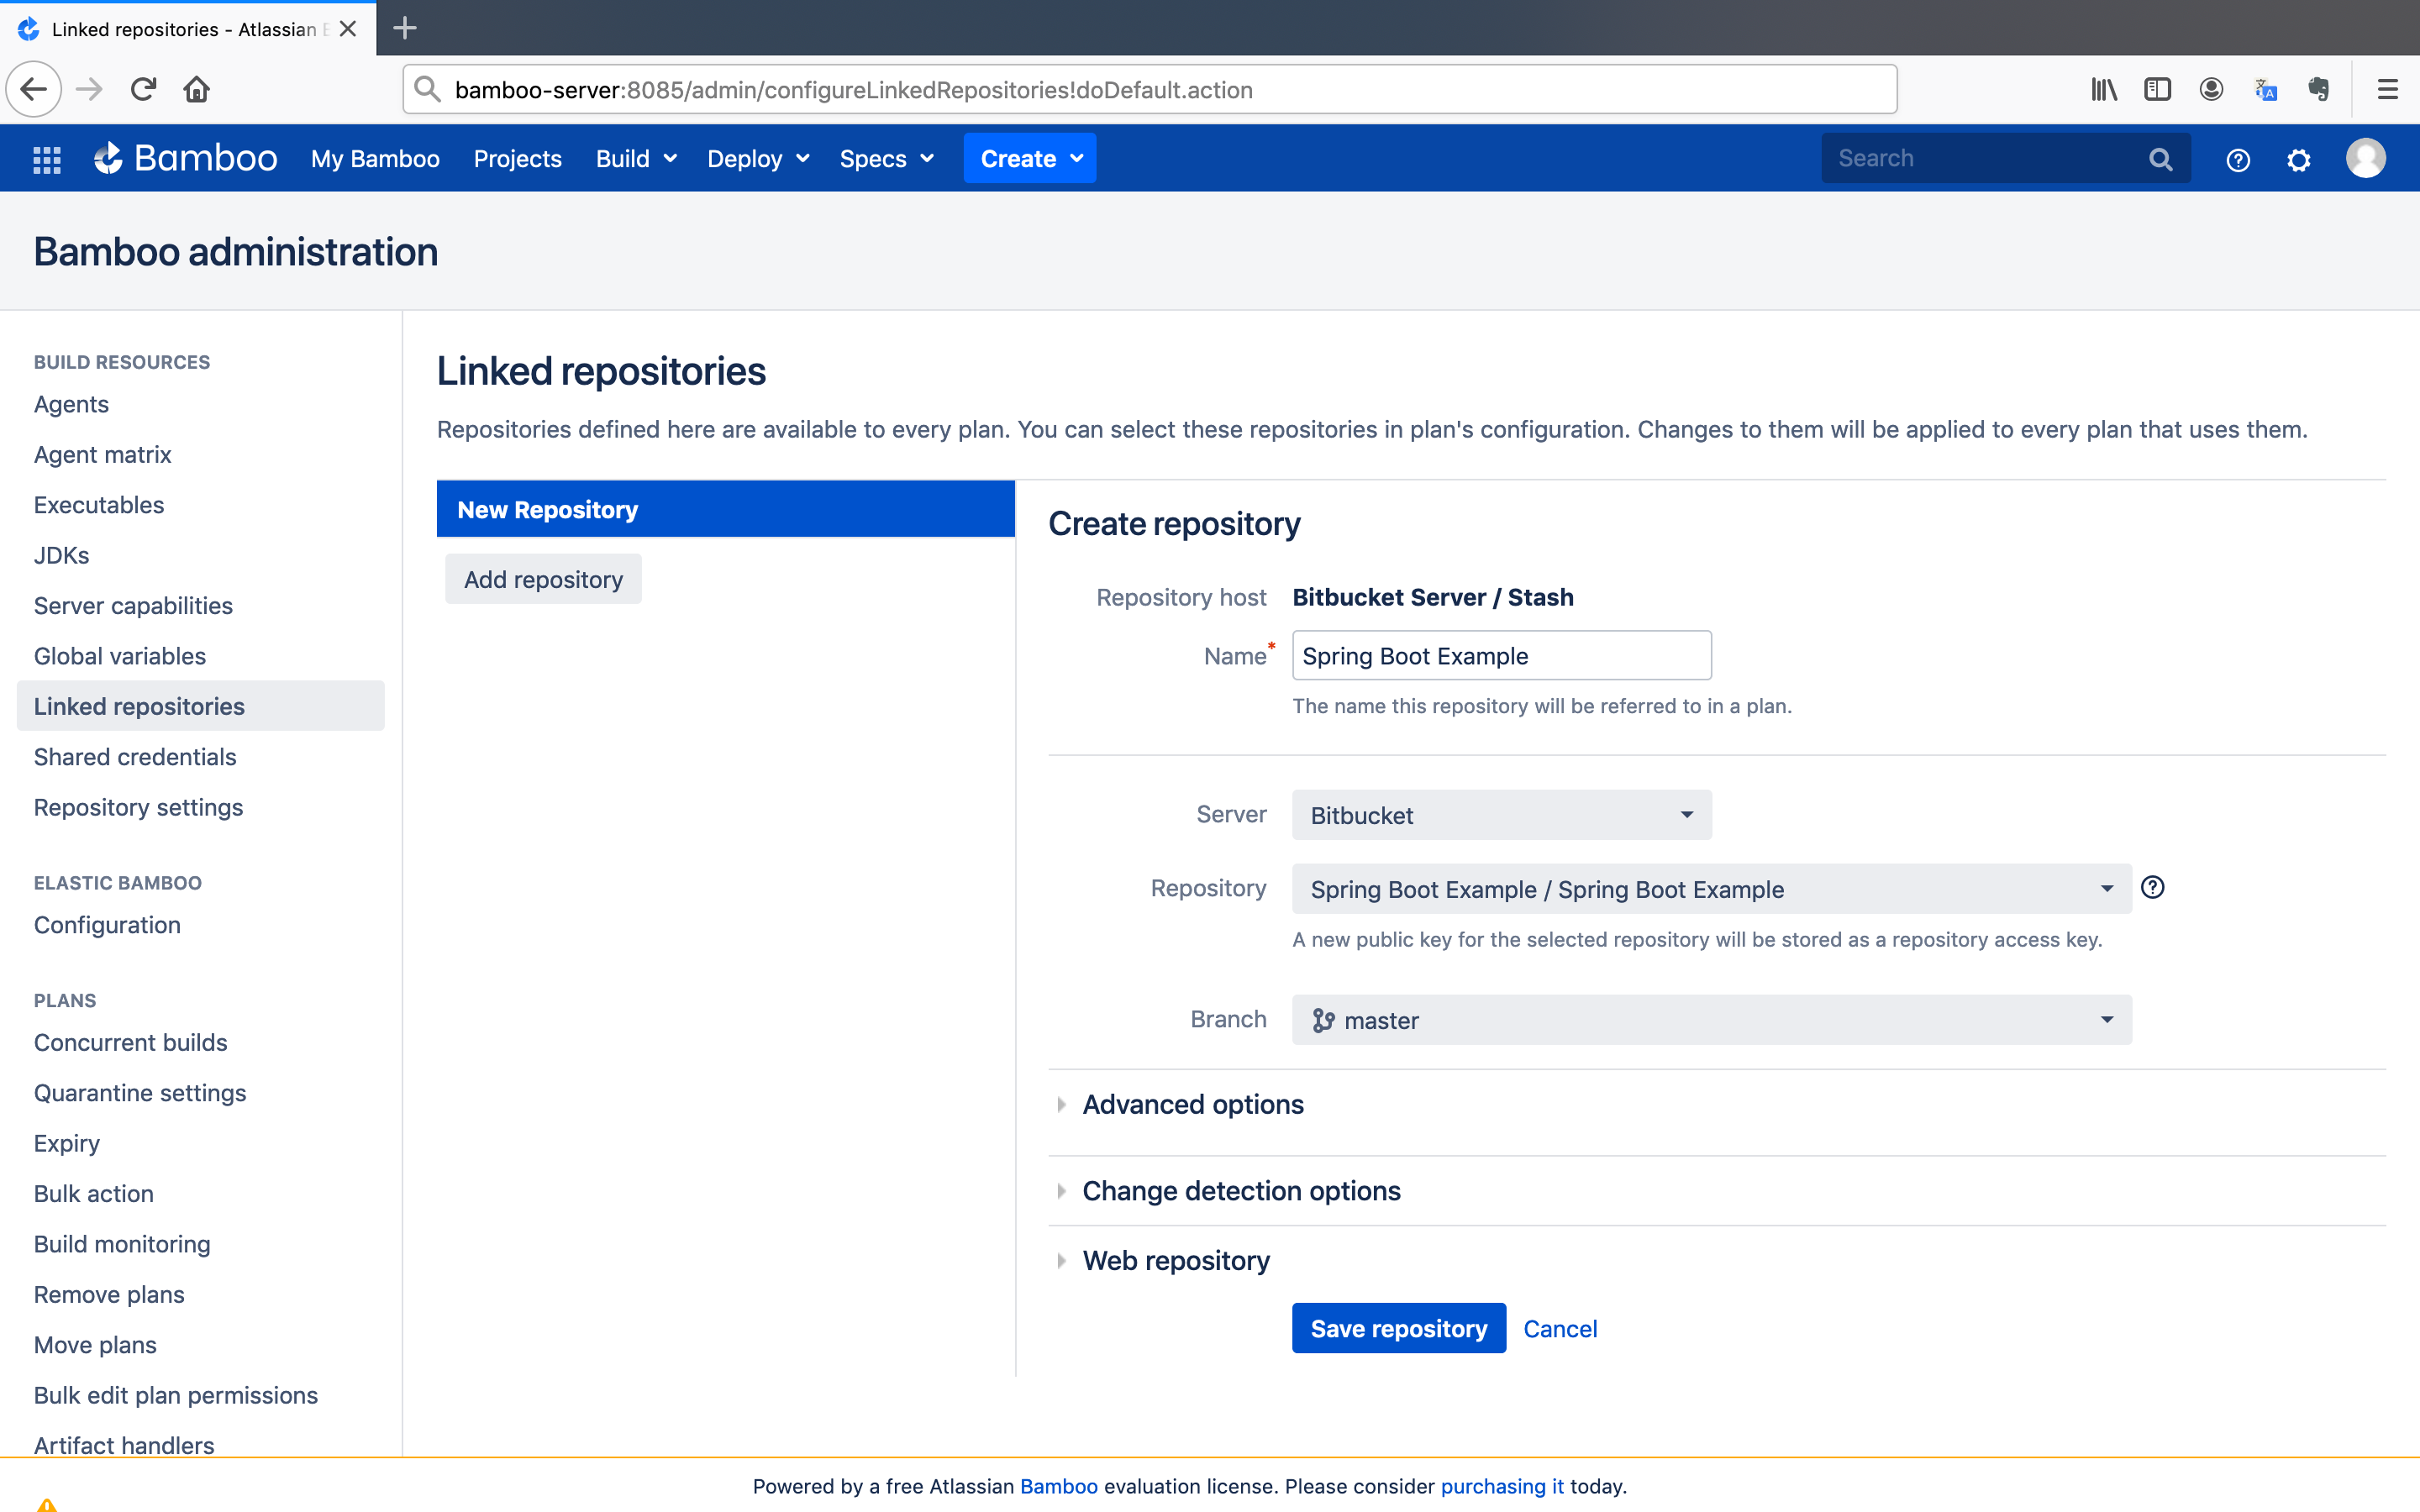 Linked repositories - Atlassian
bamboo-server:8085/admin/configureLinkedRepositories!doDefault.action
Bamboo My Bamboo Projects Build Deploy Specs Create Search
Bamboo administration
BUILD RESOURCES
Agents
Agent matrix
Executables
JDKs
Server capabilities
Global variables
Linked repositories
Shared credentials
Repository settings
ELASTIC BAMBOO
Configuration
PLANS
Concurrent builds
Quarantine settings
Expiry
Bulk action
Build monitoring
Remove plans
Move plans
Bulk edit plan permissions
Artifact handlers
Linked repositories
Repositories defined here are available to every plan. You can select these repositories in plan's configuration. Changes to them will be applied to every plan that uses them.
New Repository
Add repository
Create repository
Repository host Bitbucket Server / Stash
Name* Spring Boot Example
The name this repository will be referred to in a plan.
Server Bitbucket
Repository Spring Boot Example / Spring Boot Example
A new public key for the selected repository will be stored as a repository access key.
Branch master
Advanced options
Change detection options
Web repository
Save repository Cancel
Powered by a free Atlassian Bamboo evaluation license. Please consider purchasing it today.